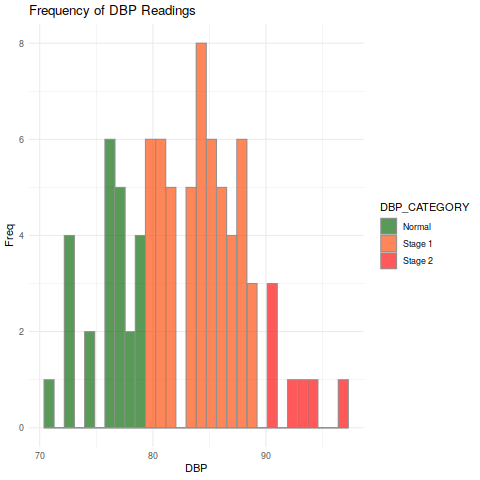 Frequency of DBP Readings
8
6
4
2
0
Freq
70
80
90
DBP
DBP_CATEGORY
Normal
Stage 1
Stage 2